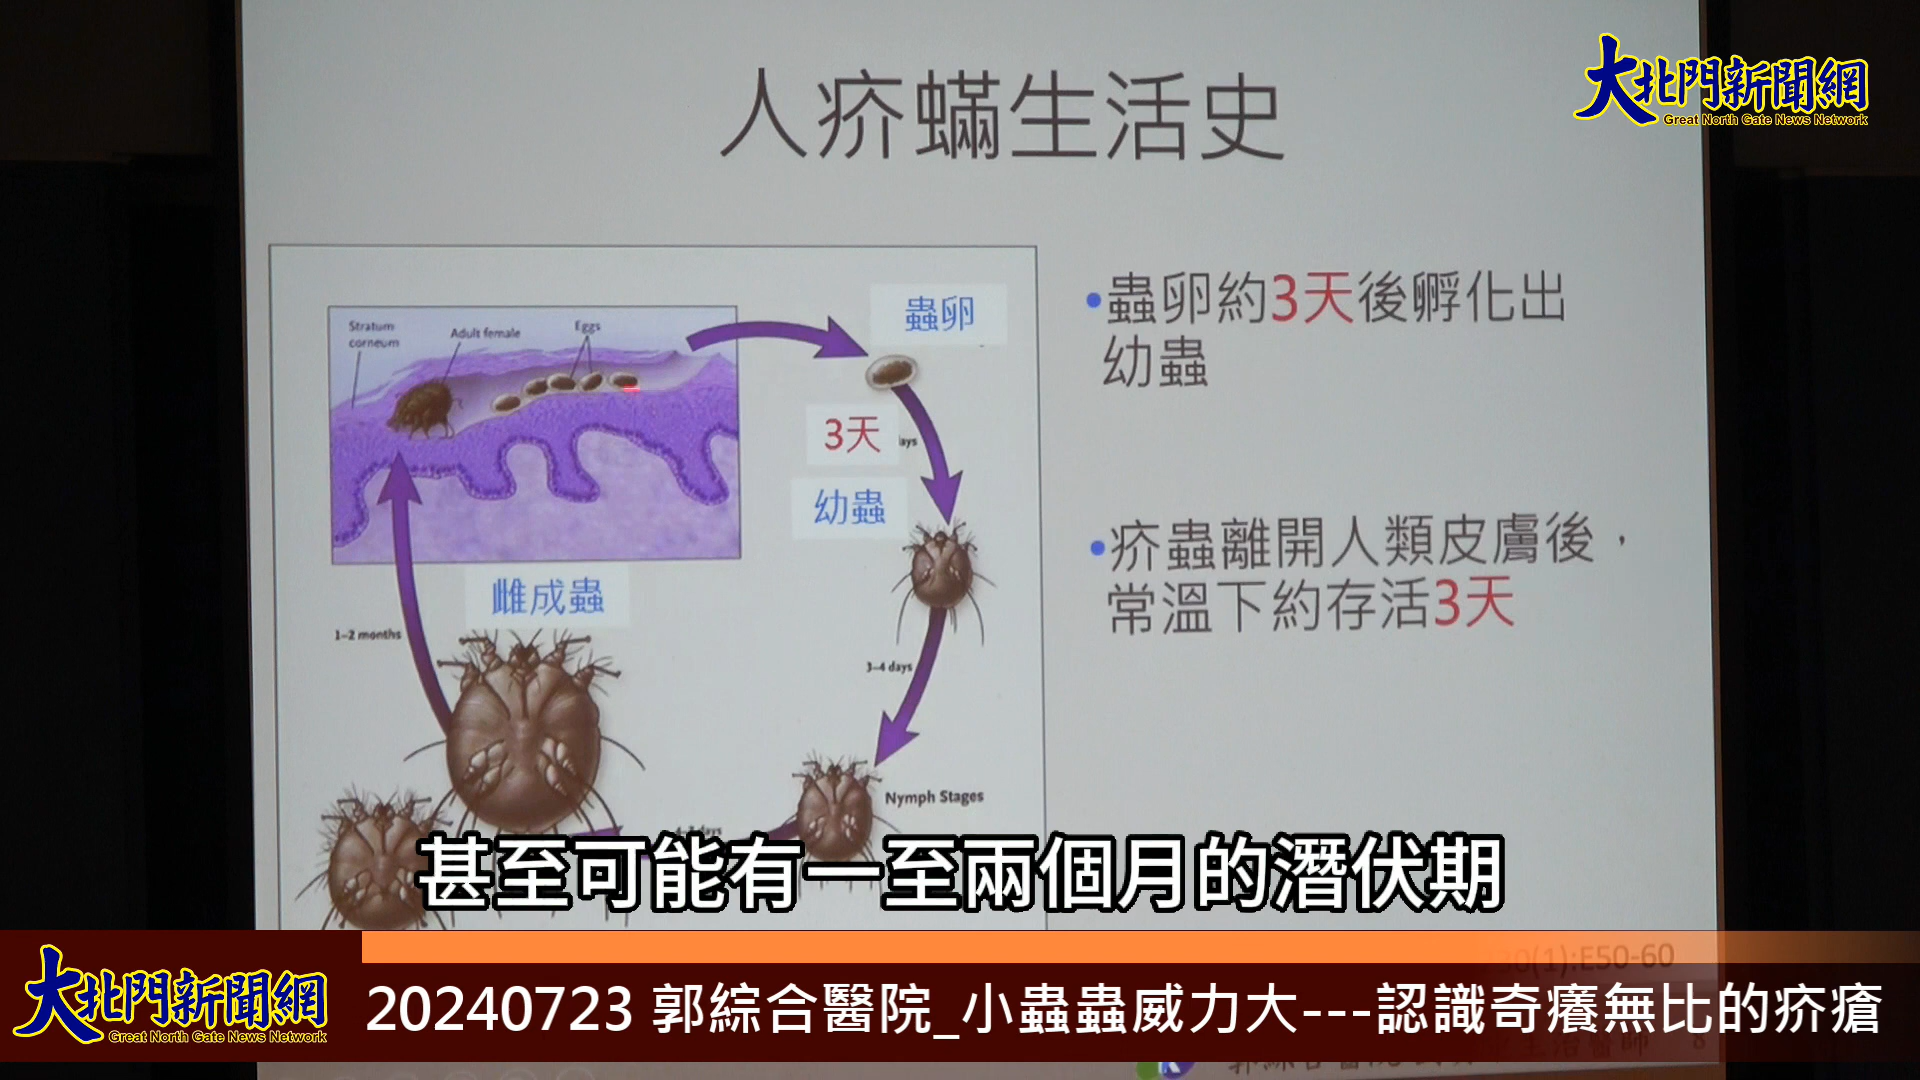 人疥蟎生活史
大北門新聞網
Great North Gate News Network
Stratum
corneum
Adult female
Eggs
蟲卵
3天
幼蟲
雌成蟲
1-2 months
3-4 days
Nymph Stages
•蟲卵約3天後孵化出
幼蟲
•疥蟲離開人類皮膚後，
常溫下約存活3天
甚至可能有一至兩個月的潛伏期
(1):E50-60
大北門新聞網
Great North Gate News Network
20240723 郭綜合醫院_小蟲蟲威力大---認識奇癢無比的疥瘡